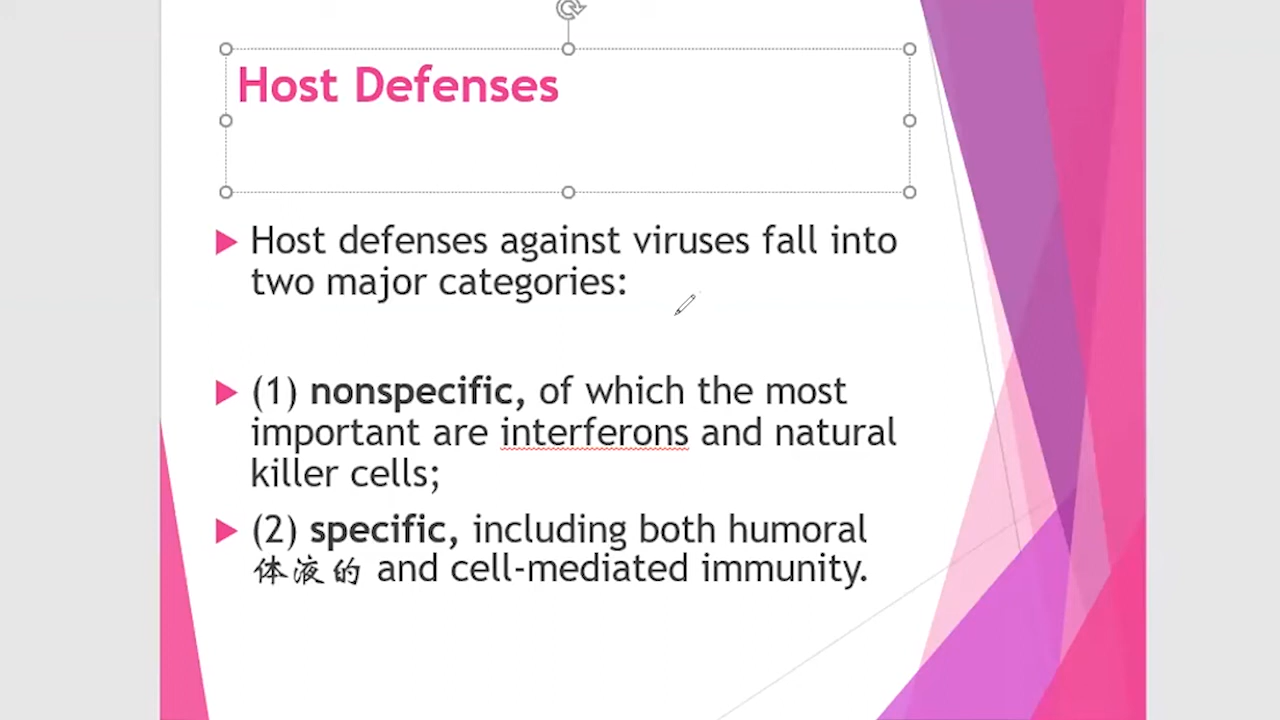 Host Defenses
Host defenses against viruses fall into
two major categories:
(1) nonspecific, of which the most
important are interferons and natural
killer cells;
(2) specific, including both humoral
体液的 and cell-mediated immunity.